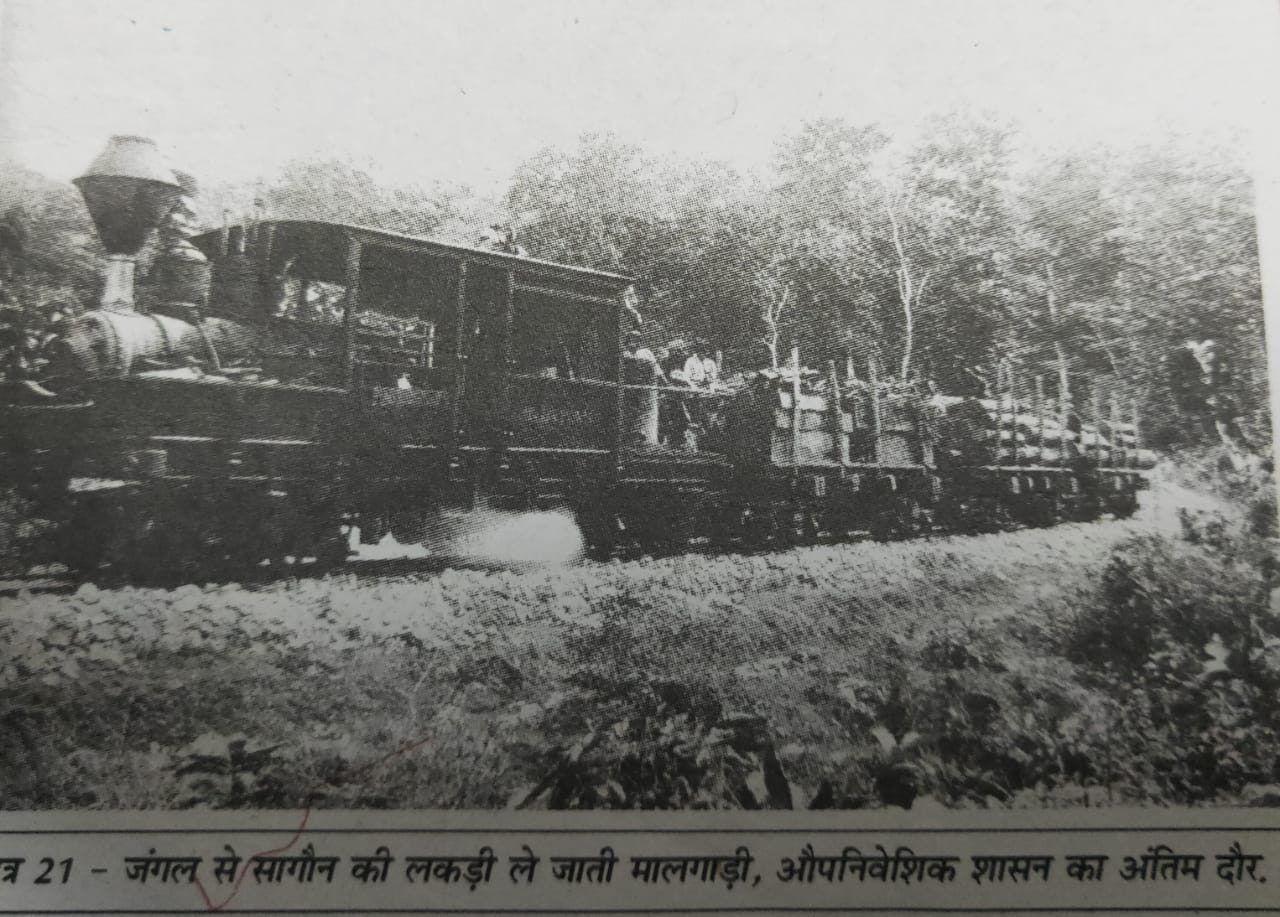 त्र 21 – जंगल से सागौन की लकड़ी ले जाती मालगाड़ी, औपनिवेशिक शासन का अंतिम दौर.